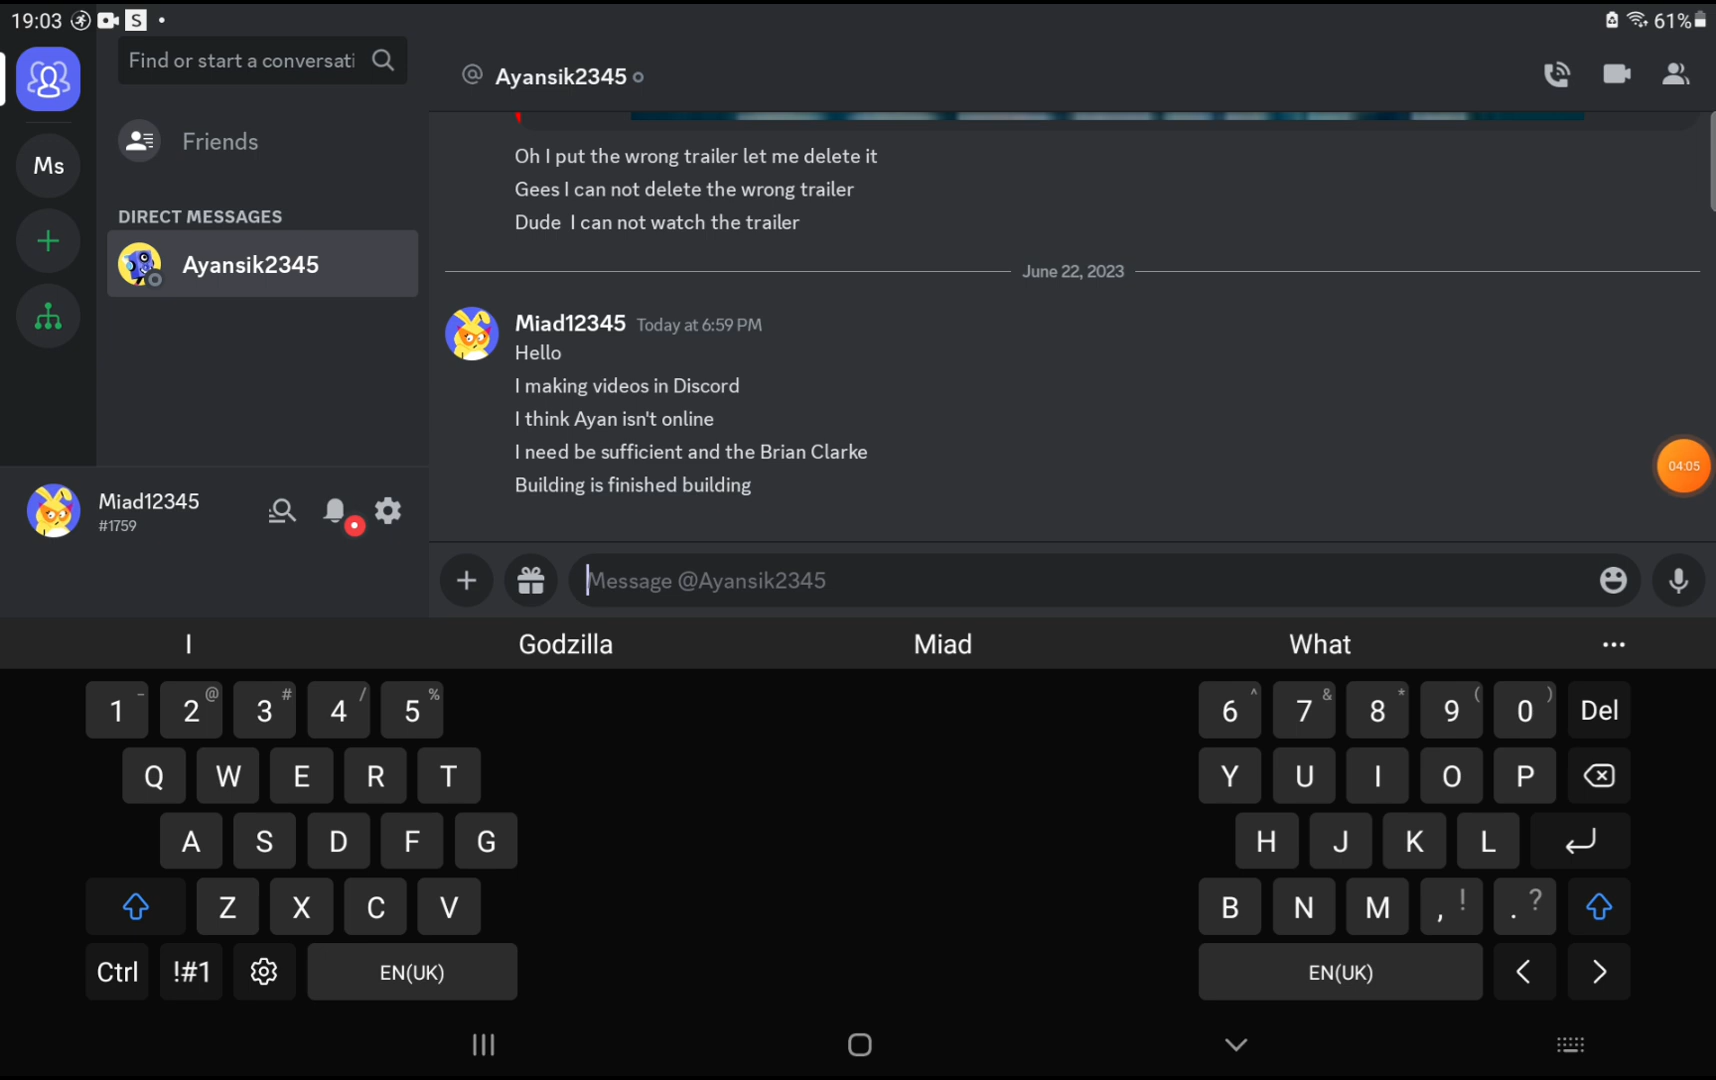 19:03 S
61%
Find or start a conversati
Ms
Friends
DIRECT MESSAGES
Ayansik2345
Miad12345
#1759
@ Ayansik2345
Oh I put the wrong trailer let me delete it
Gees I can not delete the wrong trailer
Dude I can not watch the trailer
June 22, 2023
Miad12345 Today at 6:59 PM
Hello
I making videos in Discord
I think Ayan isn't online
I need be sufficient and the Brian Clarke
Building is finished building
04:05
Message @Ayansik2345
I Godzilla Miad What ...
1 - 2 @ 3 # 4 / 5 % 6 ^ 7 & 8 * 9 ( 0 ) Del
Q W E R T Y U I O P
A S D F G H J K L
Z X C V B N M , ! . ?
Ctrl !#1 EN(UK) EN(UK) < >